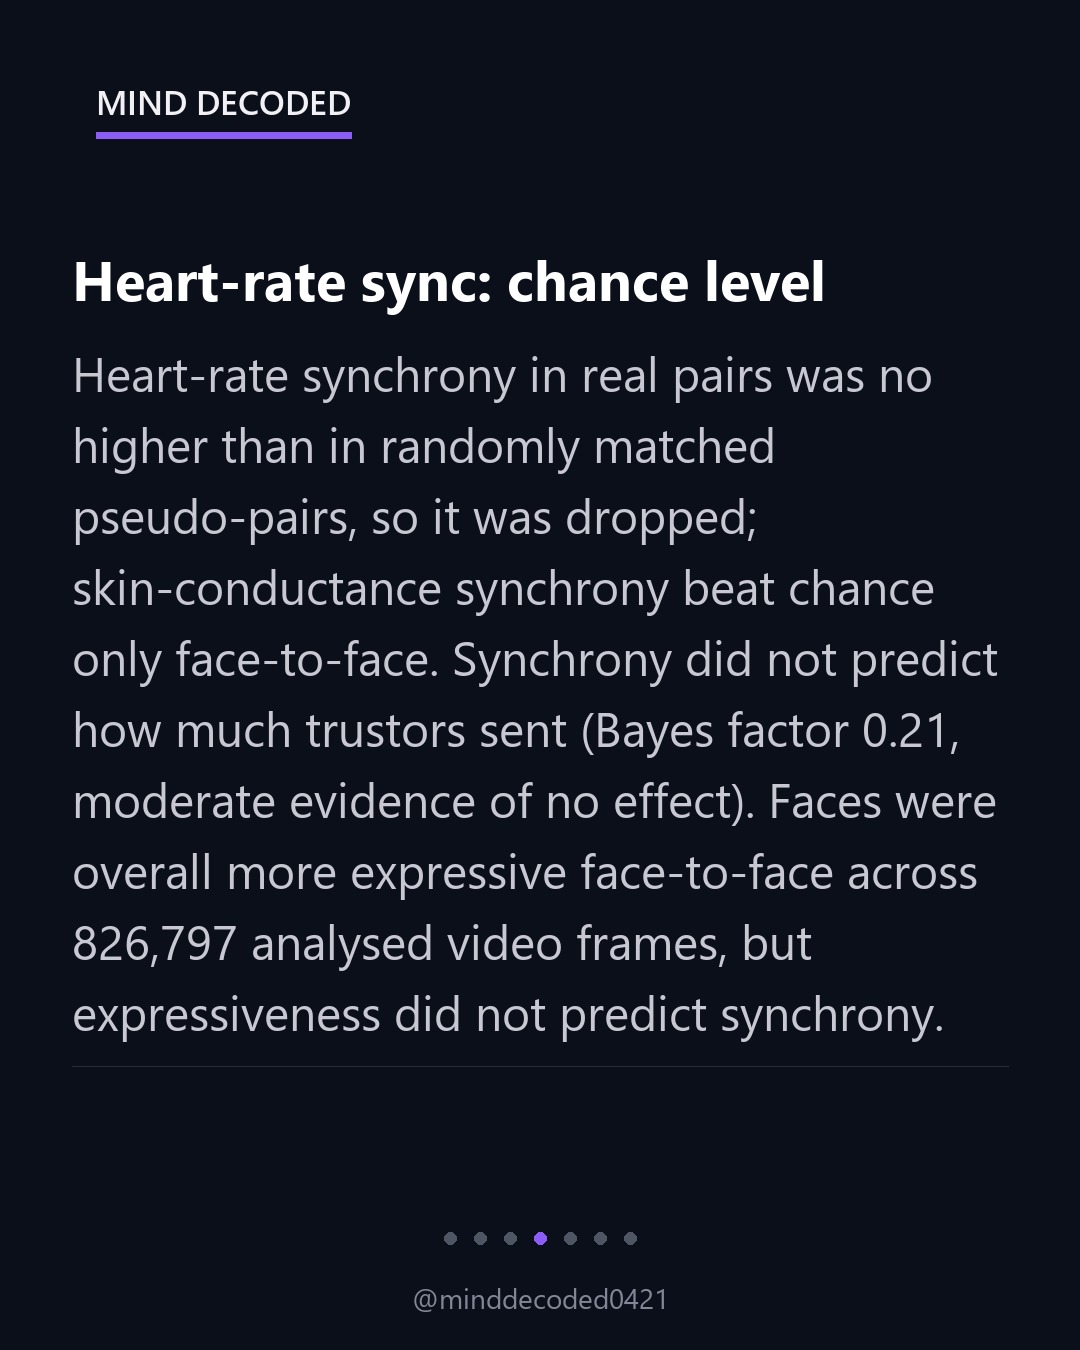 MIND DECODED
Heart-rate sync: chance level
Heart-rate synchrony in real pairs was no
higher than in randomly matched
pseudo-pairs, so it was dropped;
skin-conductance synchrony beat chance
only face-to-face. Synchrony did not predict
how much trustors sent (Bayes factor 0.21,
moderate evidence of no effect). Faces were
overall more expressive face-to-face across
826,797 analysed video frames, but
expressiveness did not predict synchrony.
@minddecoded0421